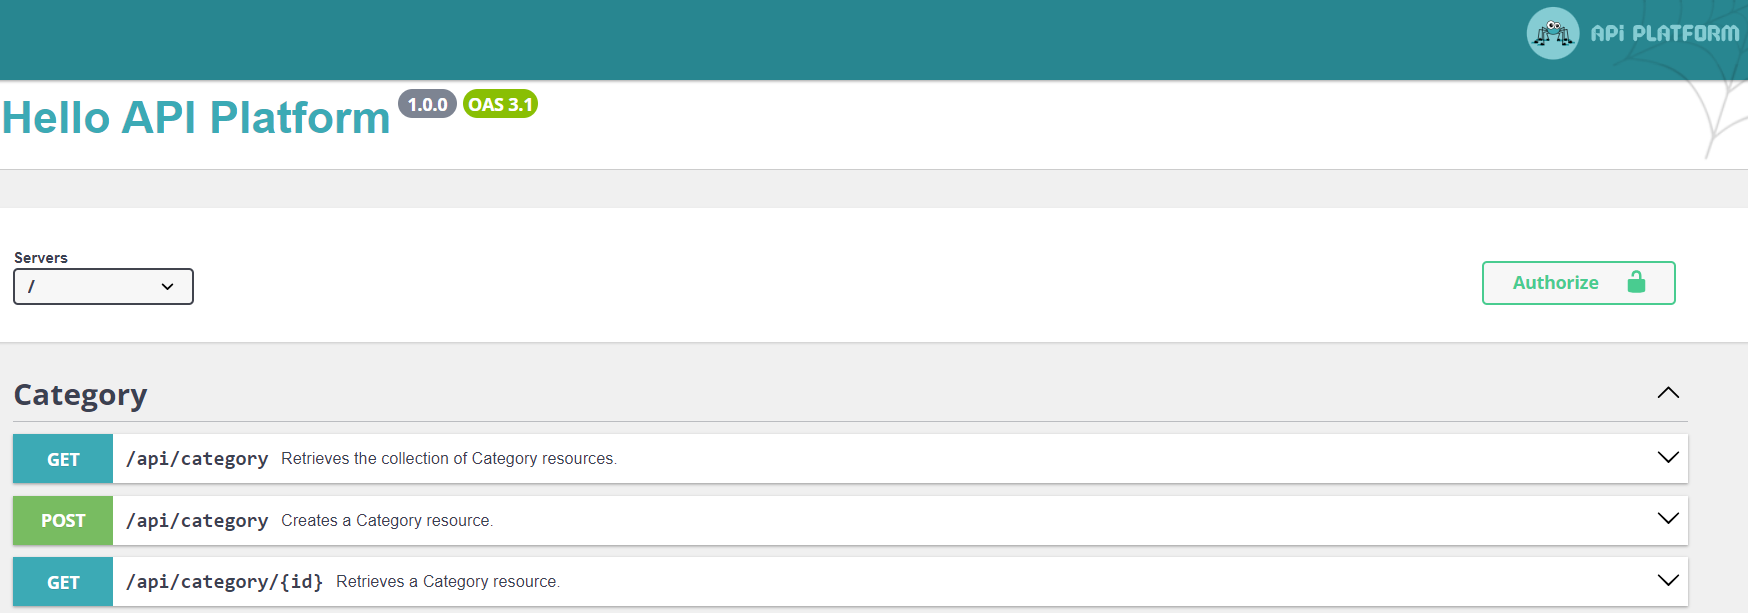 API PLATFORM
Hello API Platform 1.0.0 OAS 3.1
Servers
/
Authorize
Category
GET /api/category Retrieves the collection of Category resources.
POST /api/category Creates a Category resource.
GET /api/category/{id} Retrieves a Category resource.